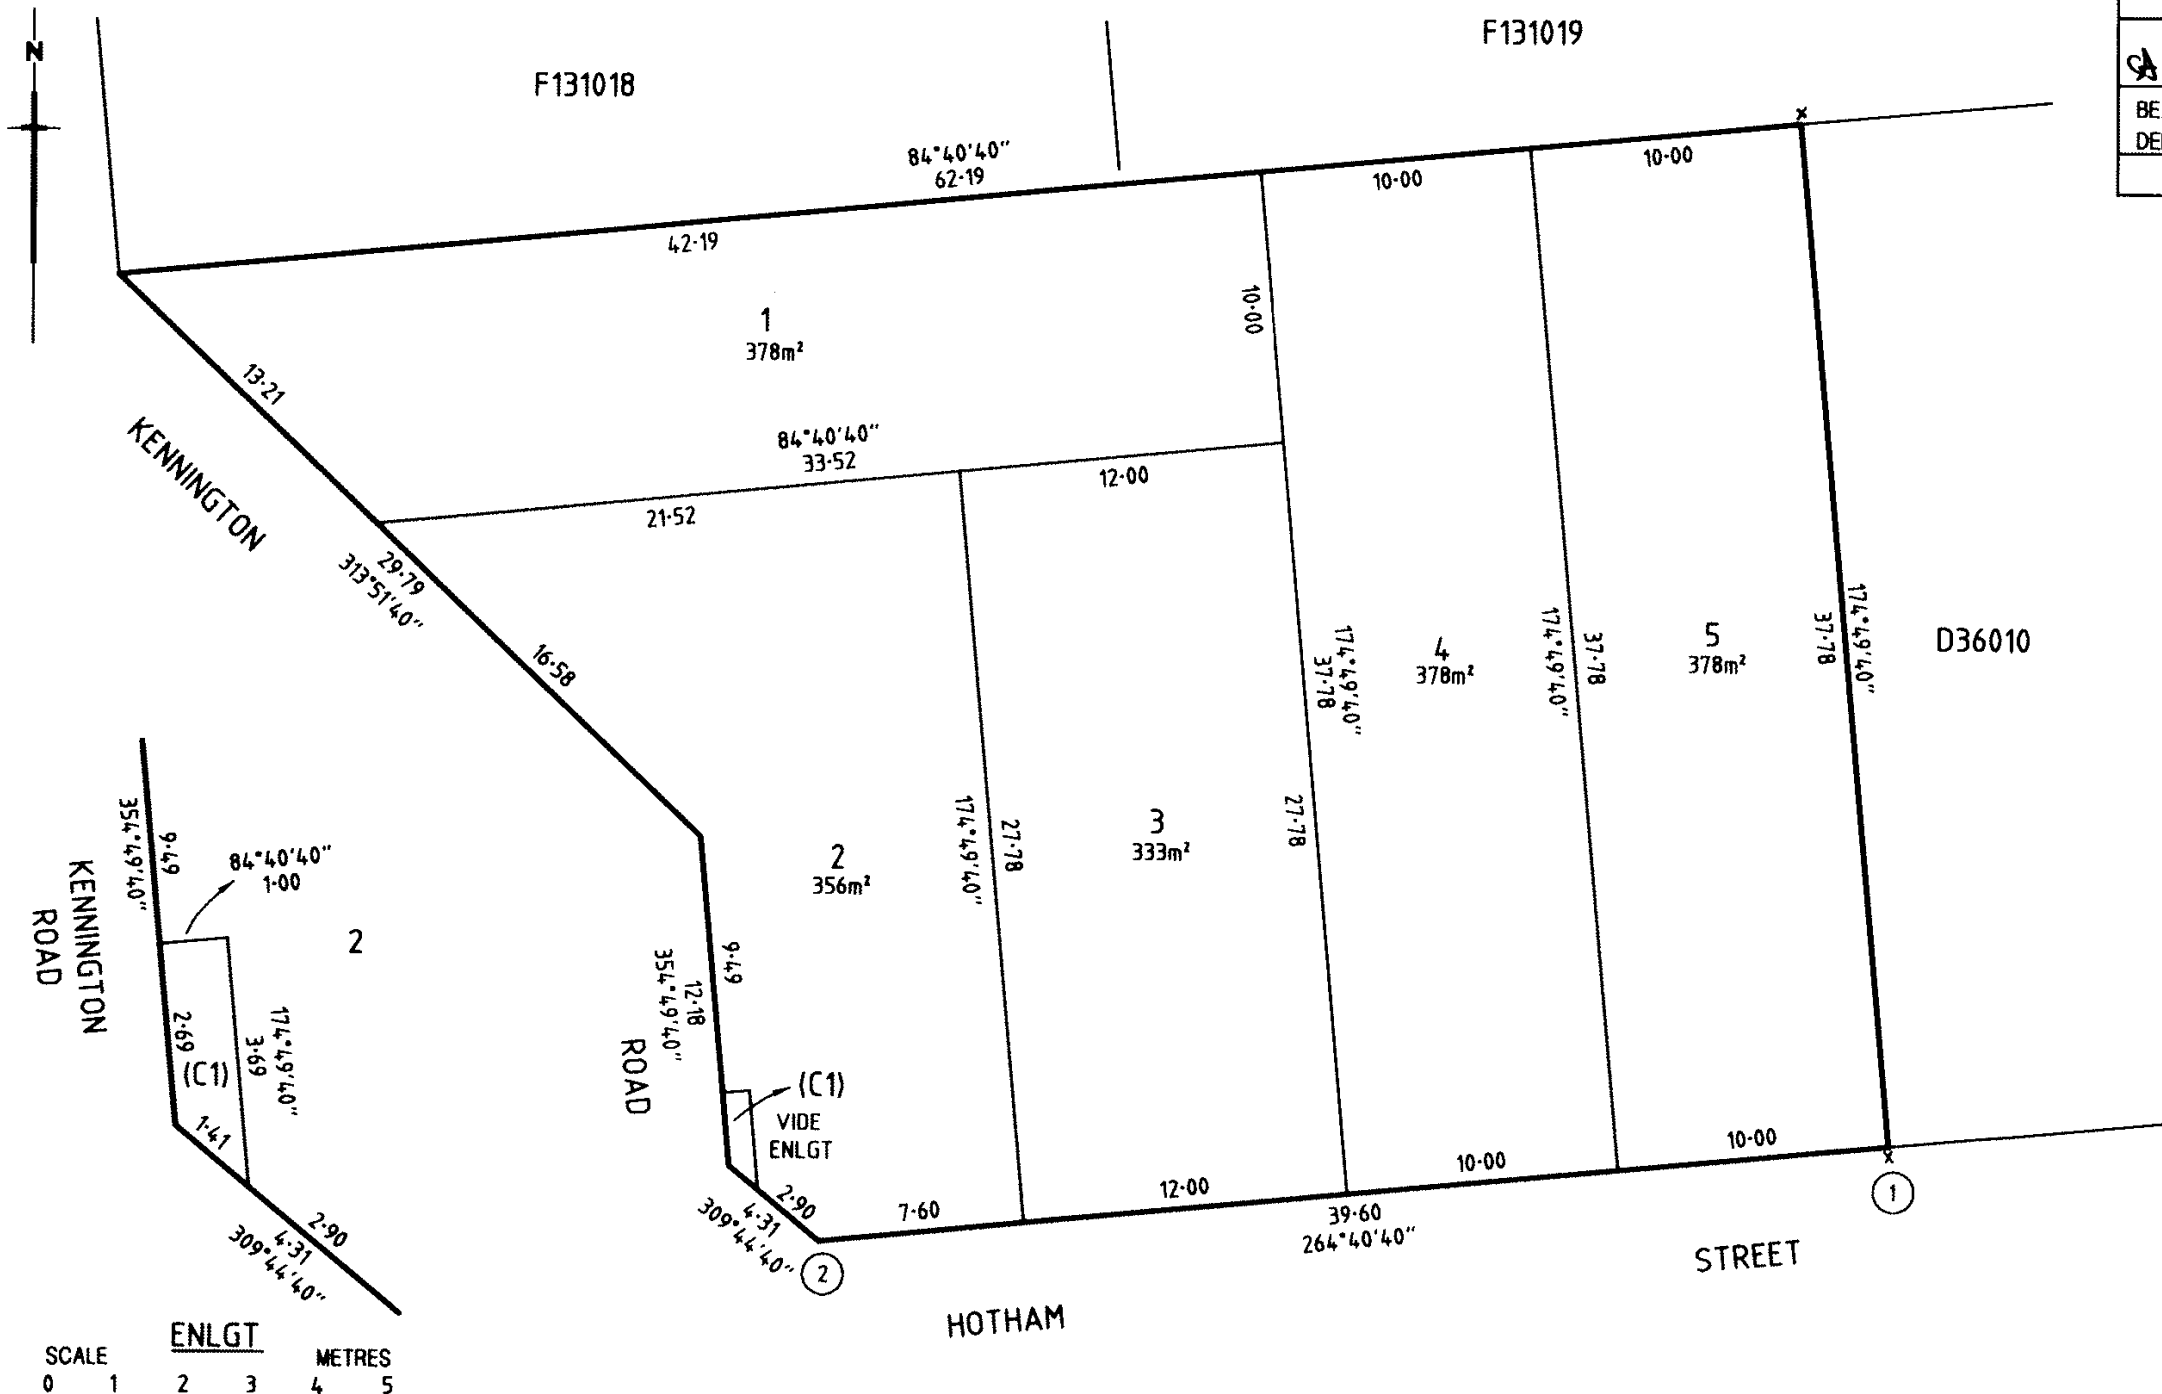 N
F131018
F131019
BE
DE
84°40'40"
62·19
42·19
10·00
10·00
1
378m²
10·00
13·21
KENNINGTON
84°40'40"
33·52
21·52
12·00
29·79
313°51'40"
16·58
174°49'40"
37·78
4
378m²
174°49'40"
37·78
5
378m²
37·78
174°49'40"
D36010
2
356m²
174°49'40"
27·78
3
333m²
27·78
9·49
12·18
354°49'40"
ROAD
(C1)
VIDE
ENLGT
2·90
4·31
309°44'40"
2
7·60
12·00
10·00
10·00
39·60
264°40'40"
1
HOTHAM
STREET
354°49'40"
9·49
84°40'40"
1·00
KENNINGTON
ROAD
2
2·69
(C1)
3·69
174°49'40"
1·41
2·90
4·31
309°44'40"
ENLGT
SCALE
METRES
0 1 2 3 4 5